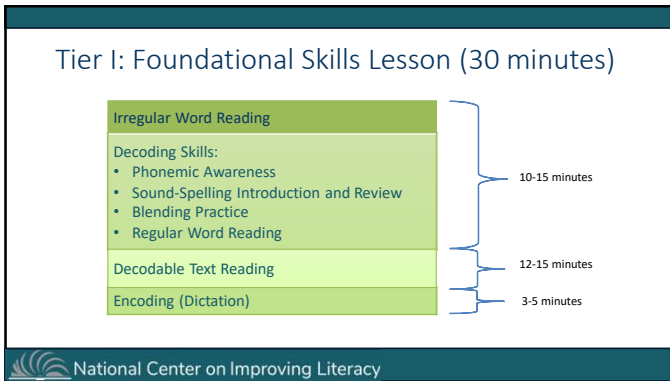 Tier I: Foundational Skills Lesson (30 minutes)
Irregular Word Reading
Decoding Skills:
• Phonemic Awareness
• Sound-Spelling Introduction and Review
• Blending Practice
• Regular Word Reading
10-15 minutes
Decodable Text Reading
12-15 minutes
Encoding (Dictation)
3-5 minutes
National Center on Improving Literacy